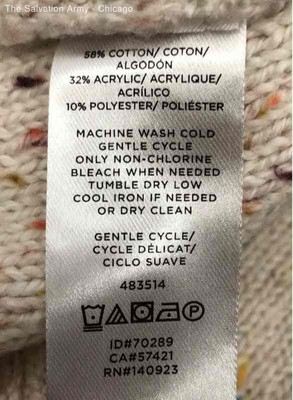 The Salvation Army - Chicago
58% COTTON/ COTON/
ALGODÓN
32% ACRYLIC/ ACRYLIQUE/
ACRÍLICO
10% POLYESTER/ POLIÉSTER
MACHINE WASH COLD
GENTLE CYCLE
ONLY NON-CHLORINE
BLEACH WHEN NEEDED
TUMBLE DRY LOW
COOL IRON IF NEEDED
OR DRY CLEAN
GENTLE CYCLE/
CYCLE DÉLICAT/
CICLO SUAVE
483514
P
ID#70289
CA#57421
RN#140923